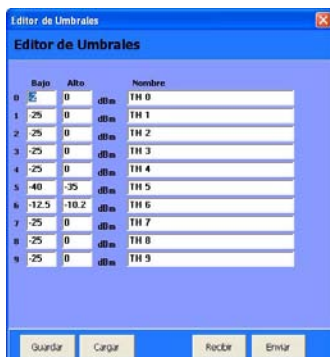 Editor de Umbrales
Editor de Umbrales
Bajo Alto Nombre
0 0 dBm TH 0
1 -25 0 dBm TH 1
2 -25 0 dBm TH 2
3 -25 0 dBm TH 3
4 -25 0 dBm TH 4
5 -40 -35 dBm TH 5
6 -12.5 -10.2 dBm TH 6
7 -25 0 dBm TH 7
8 -25 0 dBm TH 8
9 -25 0 dBm TH 9
Guardar Cargar Recibir Enviar